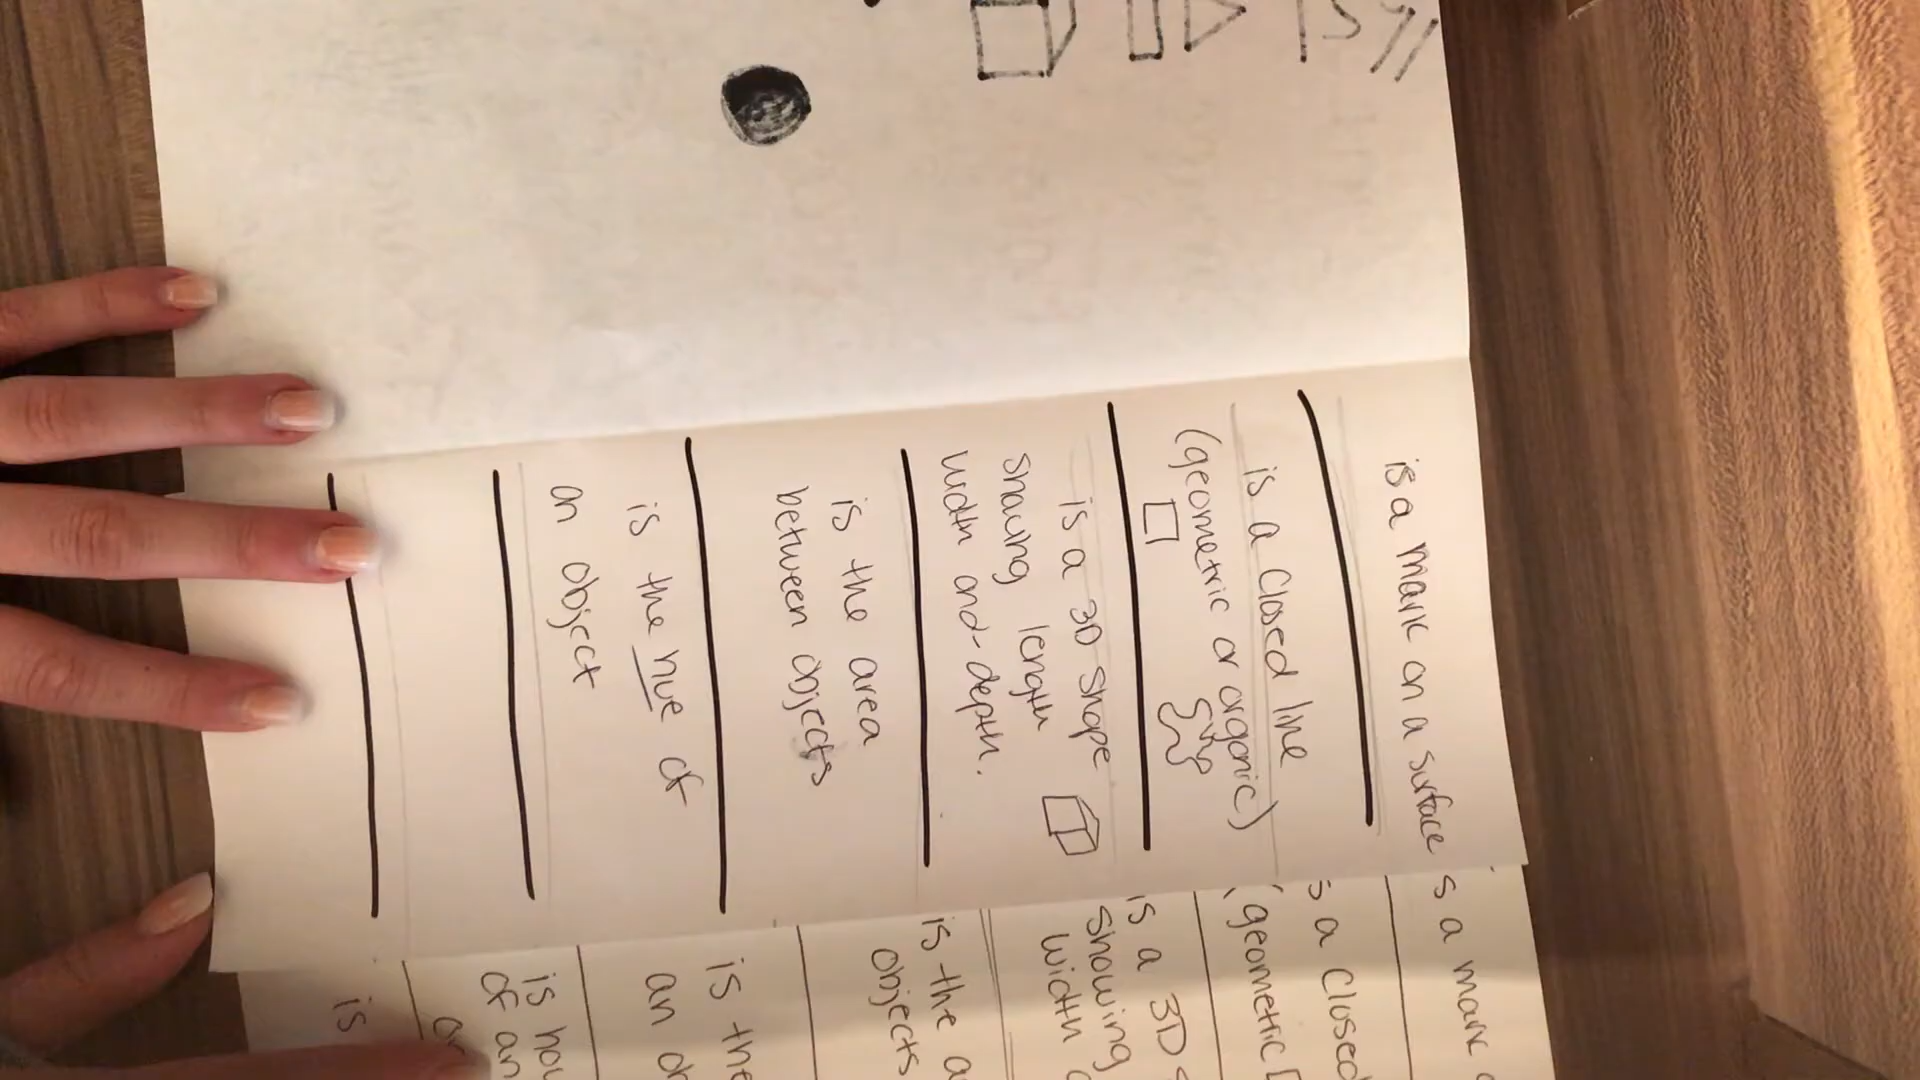 is a mark on a surface
is a closed line
(geometric or organic)
is a 3D shape
showing length
width and depth.
is the area
between objects
is the hue of
an object
s a mark
s a closed
(geometric
is a 3D
showing
width
is the a
objects
is the
an
is how
of an
is